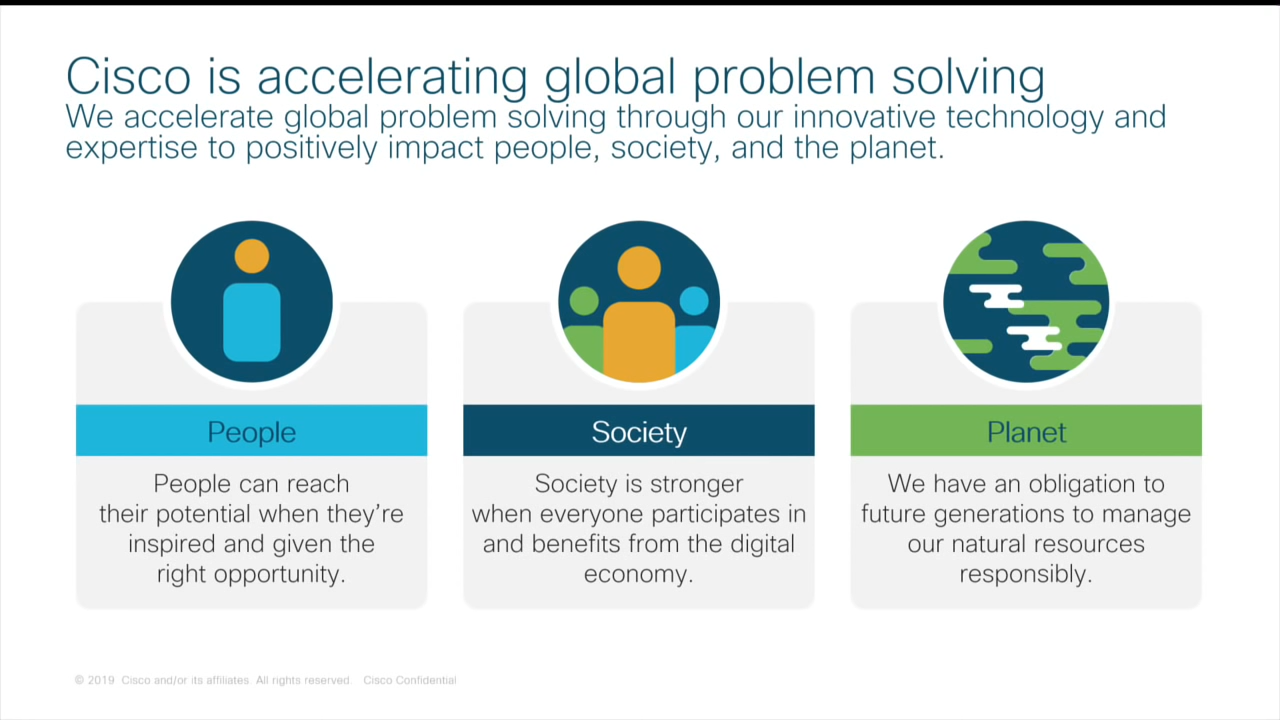 Cisco is accelerating global problem solving
We accelerate global problem solving through our innovative technology and
expertise to positively impact people, society, and the planet.
People
People can reach
their potential when they’re
inspired and given the
right opportunity.
Society
Society is stronger
when everyone participates in
and benefits from the digital
economy.
Planet
We have an obligation to
future generations to manage
our natural resources
responsibly.
© 2019 Cisco and/or its affiliates. All rights reserved. Cisco Confidential